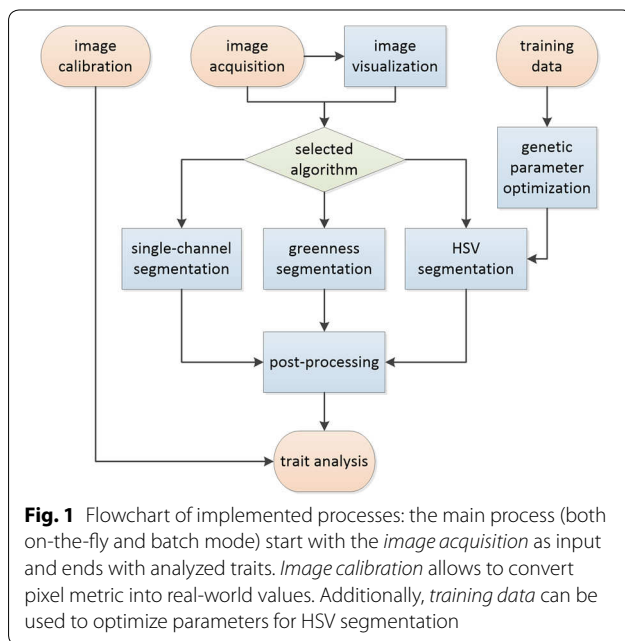 image
calibration
image
acquisition
image
visualization
training
data
selected
algorithm
genetic
parameter
optimization
single-channel
segmentation
greenness
segmentation
HSV
segmentation
post-processing
trait analysis
Fig. 1 Flowchart of implemented processes: the main process (both
on-the-fly and batch mode) start with the image acquisition as input
and ends with analyzed traits. Image calibration allows to convert
pixel metric into real-world values. Additionally, training data can be
used to optimize parameters for HSV segmentation